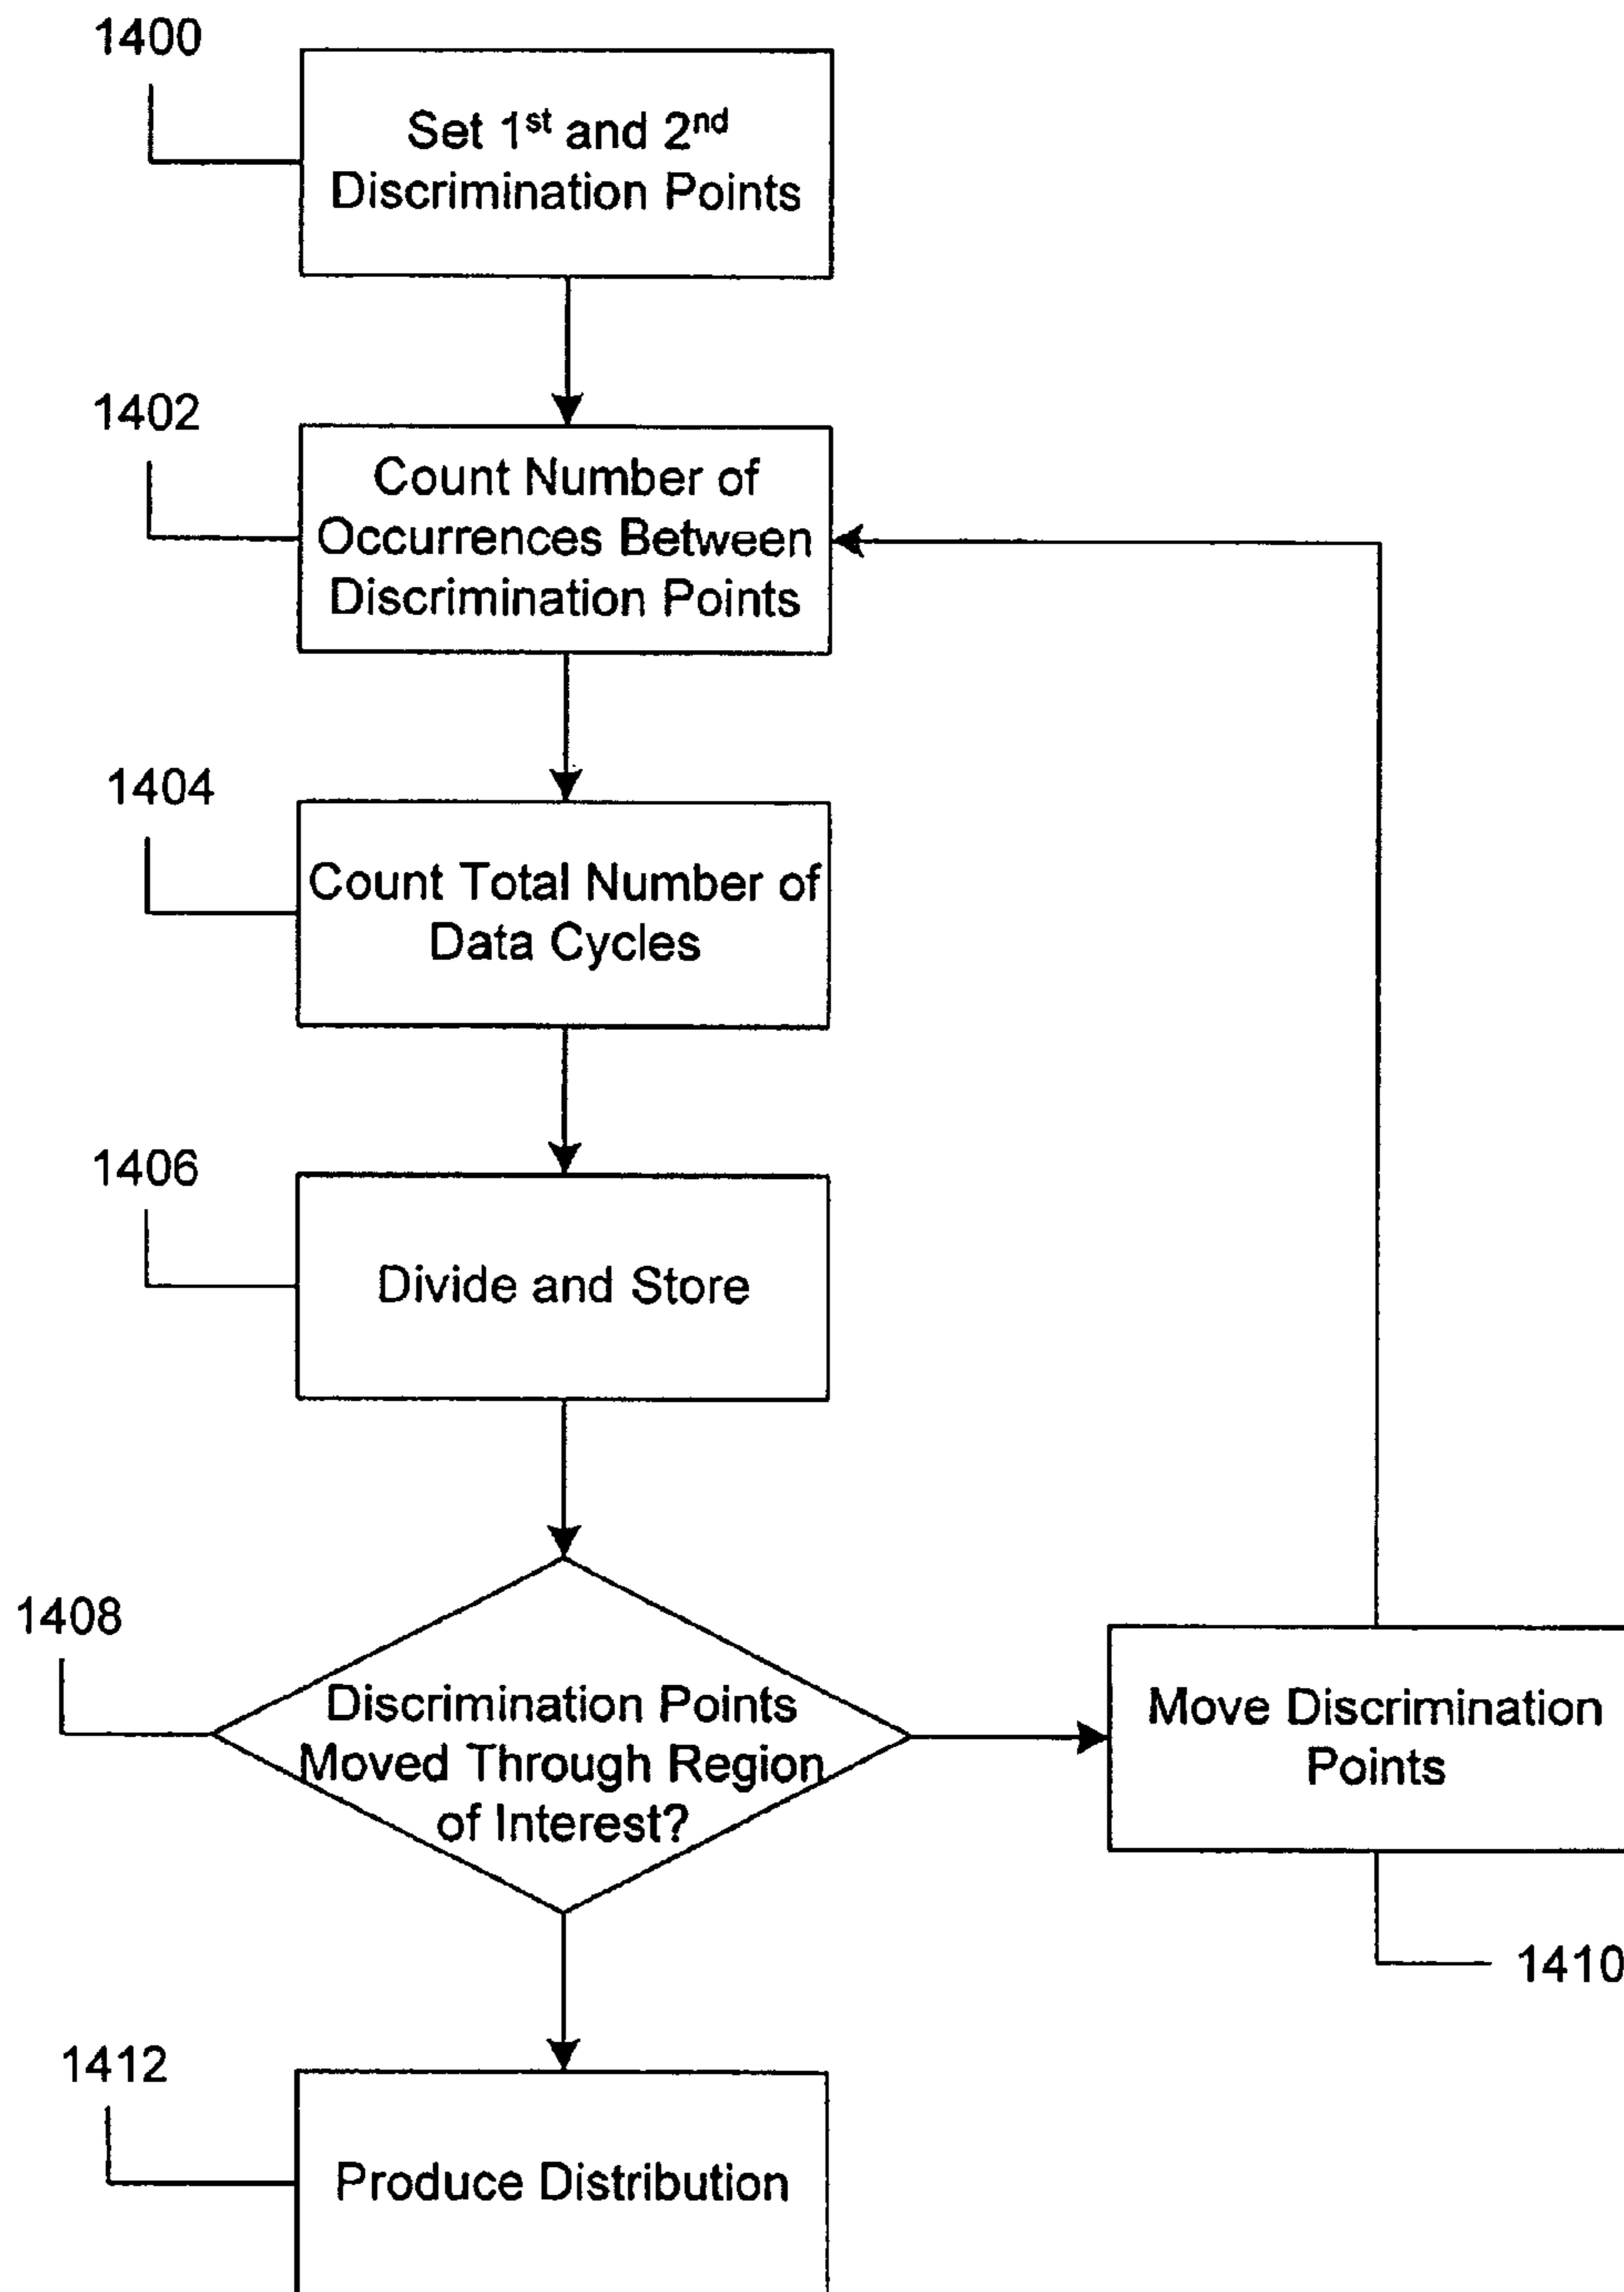 1400
Set 1st and 2nd
Discrimination Points
1402
Count Number of
Occurrences Between
Discrimination Points
1404
Count Total Number of
Data Cycles
1406
Divide and Store
1408
Discrimination Points
Moved Through Region
of Interest?
Move Discrimination
Points
1410
1412
Produce Distribution